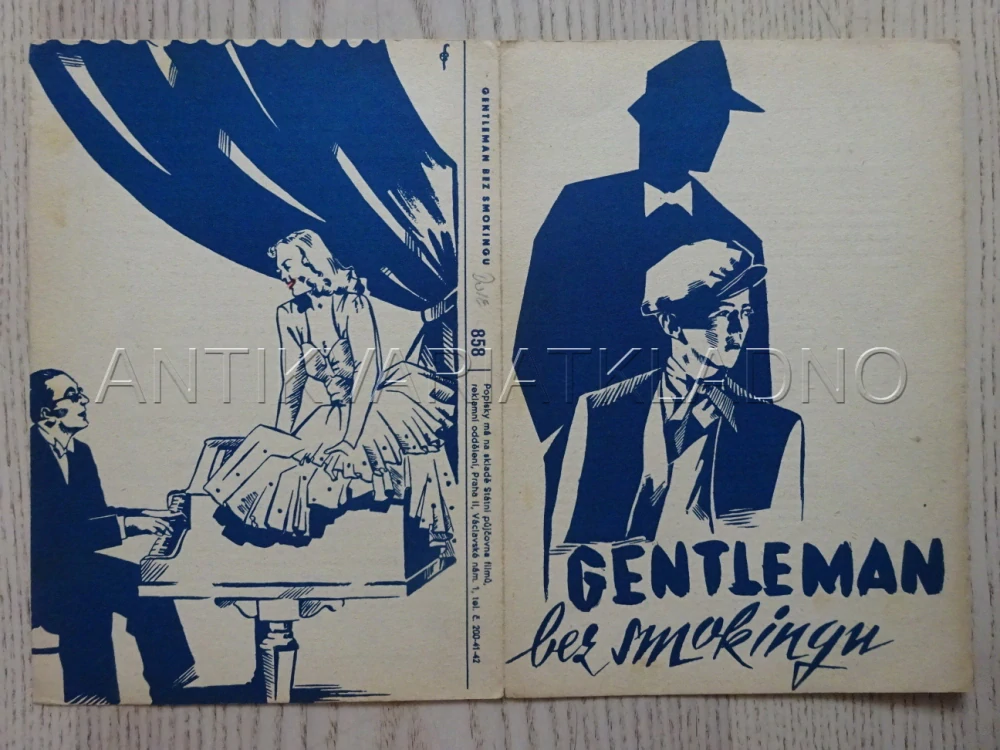 GENTLEMAN BEZ SMOKINGU
858
Popisky má na skladě Státní půjčovna filmů,
reklamní oddělení, Praha II, Václavské nám. 1, tel. č. 200-41-42
GENTLEMAN
bez smokingu
ANTIKVARIATKLADNO